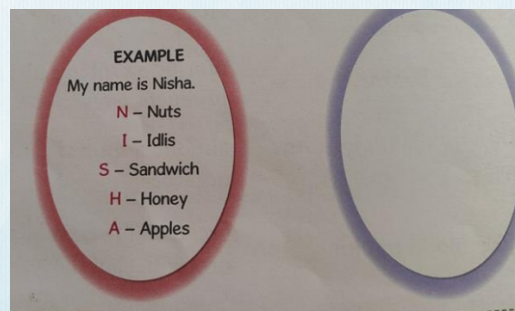 EXAMPLE
My name is Nisha.
N – Nuts
I – Idlis
S – Sandwich
H – Honey
A – Apples